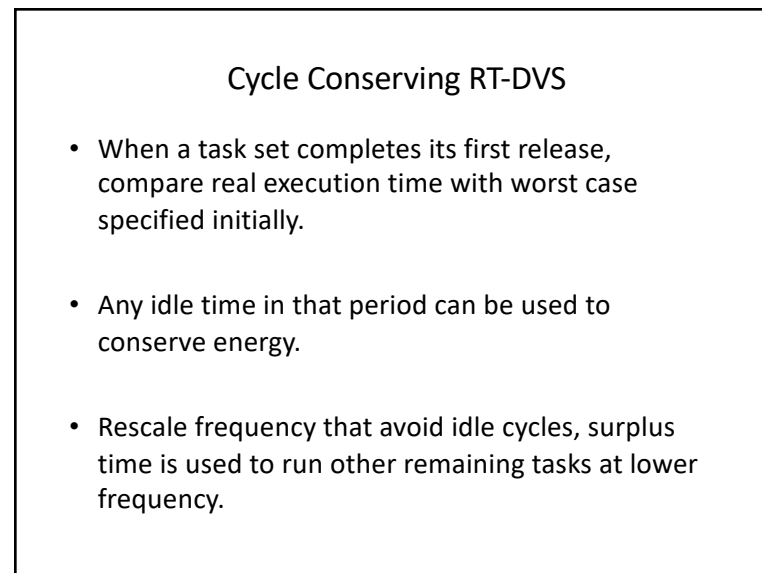 Cycle Conserving RT-DVS
• When a task set completes its first release,
compare real execution time with worst case
specified initially.
• Any idle time in that period can be used to
conserve energy.
• Rescale frequency that avoid idle cycles, surplus
time is used to run other remaining tasks at lower
frequency.